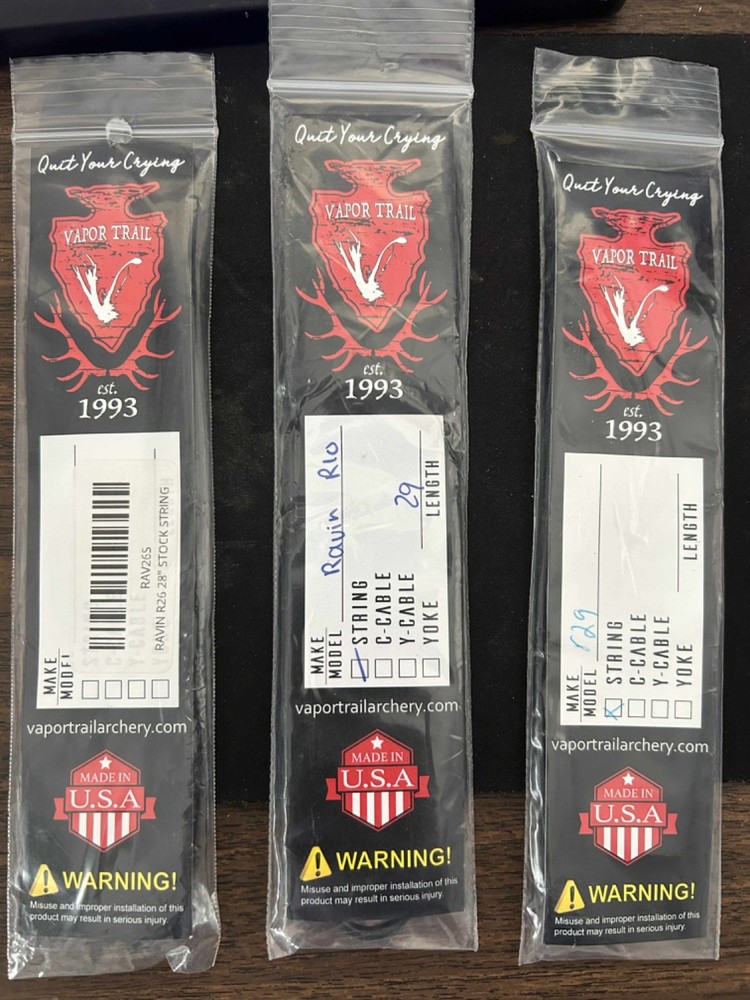 Quit Your Crying
VAPOR TRAIL
est.
1993
MAKE
MODEL
RAV26S
RAVIN R26 28" STOCK STRING
vaportrailarchery.com
MADE IN
U.S.A
WARNING!
Misuse and improper installation of this
product may result in serious injury.
Quit Your Crying
VAPOR TRAIL
est.
1993
MAKE
MODEL Ravin R10
STRING
C-CABLE
Y-CABLE
YOKE
29
LENGTH
vaportrailarchery.com
MADE IN
U.S.A
WARNING!
Misuse and improper installation of this
product may result in serious injury.
Quit Your Crying
VAPOR TRAIL
est.
1993
MAKE
MODEL r29
STRING
C-CABLE
Y-CABLE
YOKE
LENGTH
vaportrailarchery.com
MADE IN
U.S.A
WARNING!
Misuse and improper installation of this
product may result in serious injury.